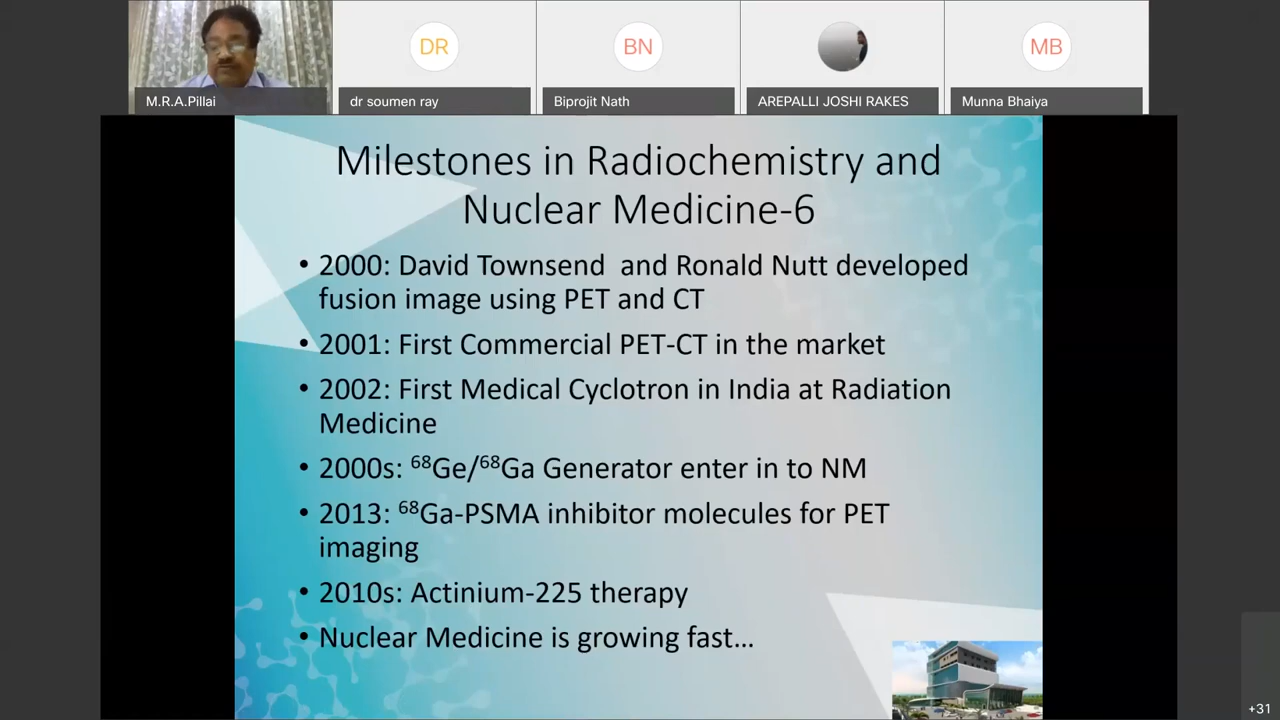 DR
BN
MB
M.R.A.Pillai
dr soumen ray
Biprojit Nath
AREPALLI JOSHI RAKES
Munna Bhaiya
Milestones in Radiochemistry and
Nuclear Medicine-6
• 2000: David Townsend and Ronald Nutt developed
fusion image using PET and CT
• 2001: First Commercial PET-CT in the market
• 2002: First Medical Cyclotron in India at Radiation
Medicine
• 2000s: ⁶⁸Ge/⁶⁸Ga Generator enter in to NM
• 2013: ⁶⁸Ga-PSMA inhibitor molecules for PET
imaging
• 2010s: Actinium-225 therapy
• Nuclear Medicine is growing fast…
+31